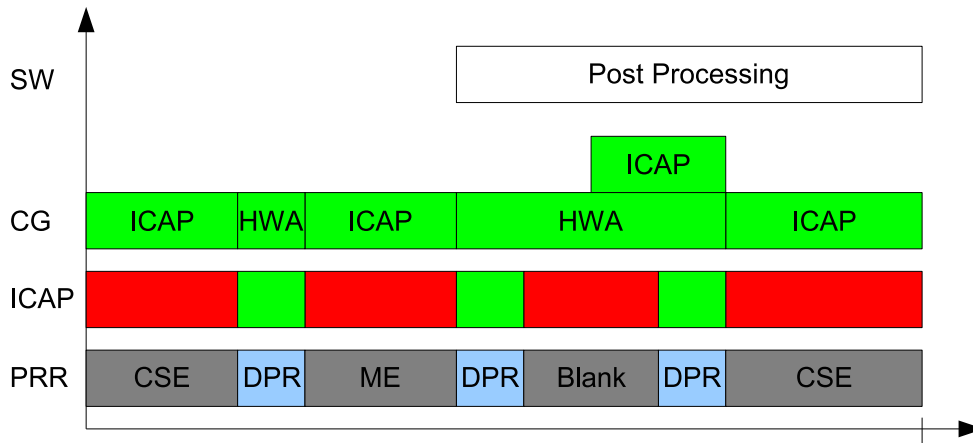 SW
Post Processing
ICAP
CG
ICAP HWA ICAP HWA ICAP
ICAP
PRR
CSE DPR ME DPR Blank DPR CSE